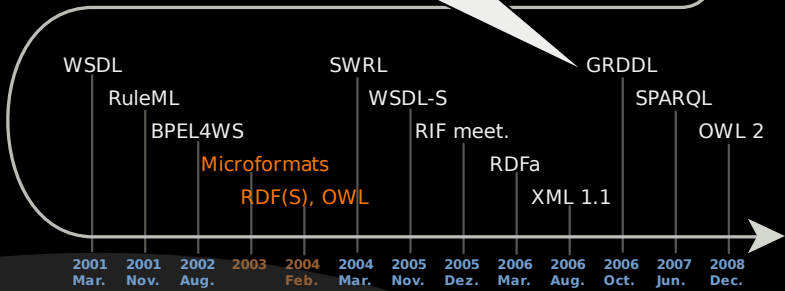 WSDL
SWRL
GRDDL
RuleML
WSDL-S
SPARQL
BPEL4WS
RIF meet.
OWL 2
Microformats
RDFa
RDF(S), OWL
XML 1.1
2001 2001 2002 2003 2004 2004 2005 2005 2006 2006 2006 2007 2008
Mar. Nov. Aug. Feb. Mar. Nov. Dez. Mar. Aug. Oct. Jun. Dec.